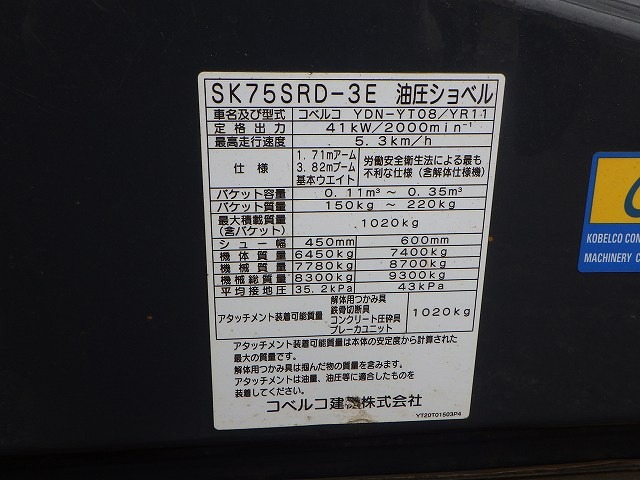 SK75SRD-3E 油圧ショベル
車名及び型式 コベルコ YDN-YT08/YR11
定格出力 41kW/2000min⁻¹
最高走行速度 5.3km/h
仕様 1.71mアーム 3.82mブーム 基本ウエイト 労働安全衛生法による最も不利な仕様(含解体仕様機)
バケット容量 0.11m³ ~ 0.35m³
バケット質量 150kg ~ 220kg
最大積載質量(含バケット) 1020kg
シュー幅 450mm 600mm
機体質量 6450kg 7400kg
機械質量 7780kg 8700kg
機械総質量 8300kg 9300kg
平均接地圧 35.2kPa 43kPa
アタッチメント装着可能質量 解体用つかみ具 鉄骨切断具 コンクリート圧砕具 ブレーカユニット 1020kg
アタッチメント装着可能質量は本体の安定度から計算された
最大の質量です。
解体用つかみ具は掴んだ物の質量を含みます。
アタッチメントは油量、油圧等に適合したものを
装着してください。
コベルコ建機株式会社
YT20T01503P4
KOBELCO CON
MACHINERY C